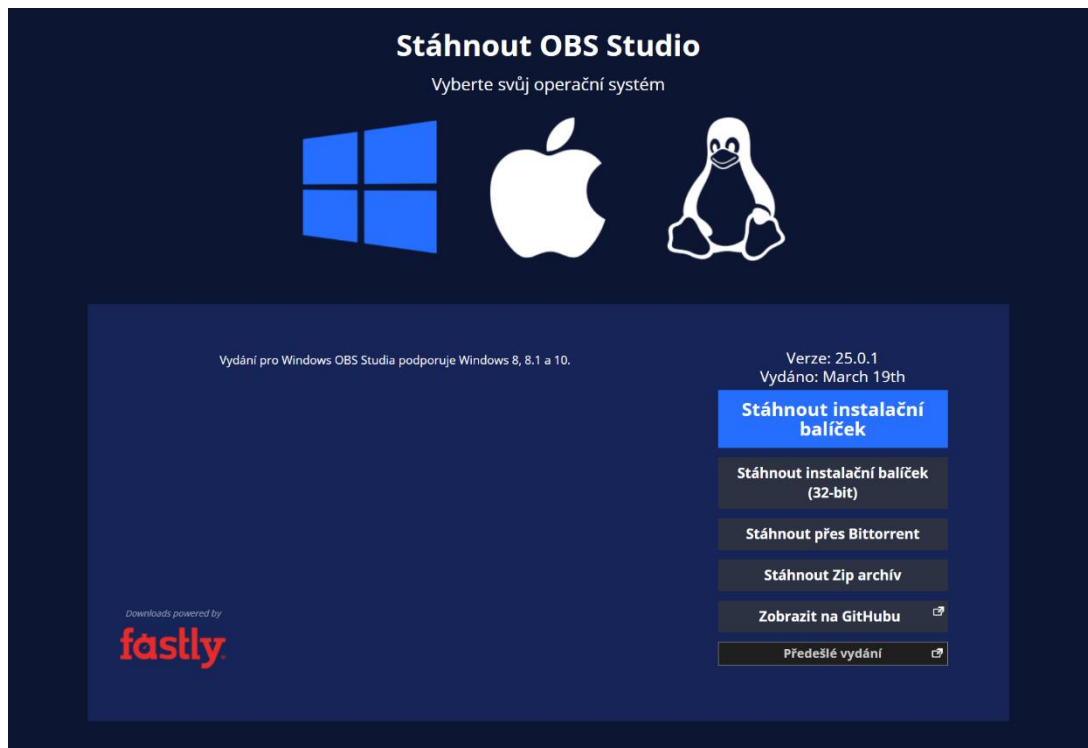 Stáhnout OBS Studio
Vyberte svůj operační systém
Vydání pro Windows OBS Studia podporuje Windows 8, 8.1 a 10.
Verze: 25.0.1
Vydáno: March 19th
Stáhnout instalační
balíček
Stáhnout instalační balíček
(32-bit)
Stáhnout přes Bittorrent
Stáhnout Zip archív
Zobrazit na GitHubu
Předešlé vydání
Downloads powered by
fastly